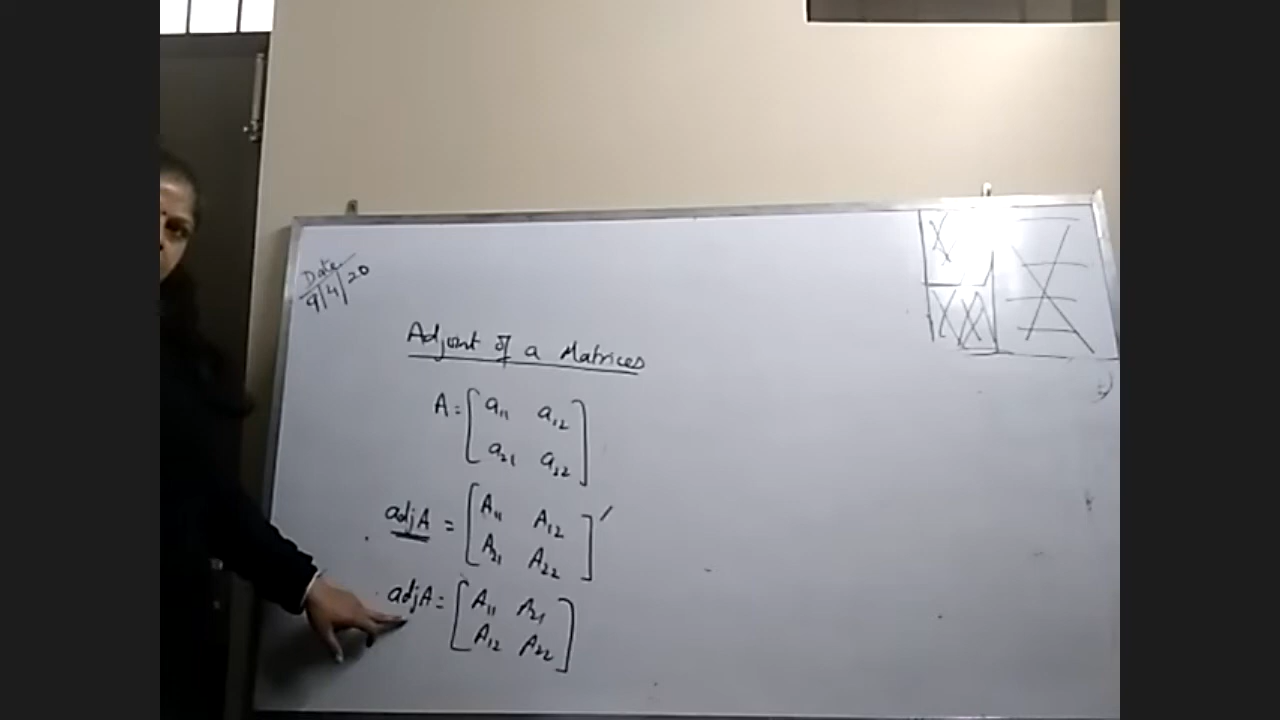 Date
9/4/20
Adjoint of a Matrices
A = [ a₁₁ a₁₂
a₂₁ a₂₂ ]
adjA = [ A₁₁ A₁₂
A₂₁ A₂₂ ]′
adjA = [ A₁₁ A₂₁
A₁₂ A₂₂ ]